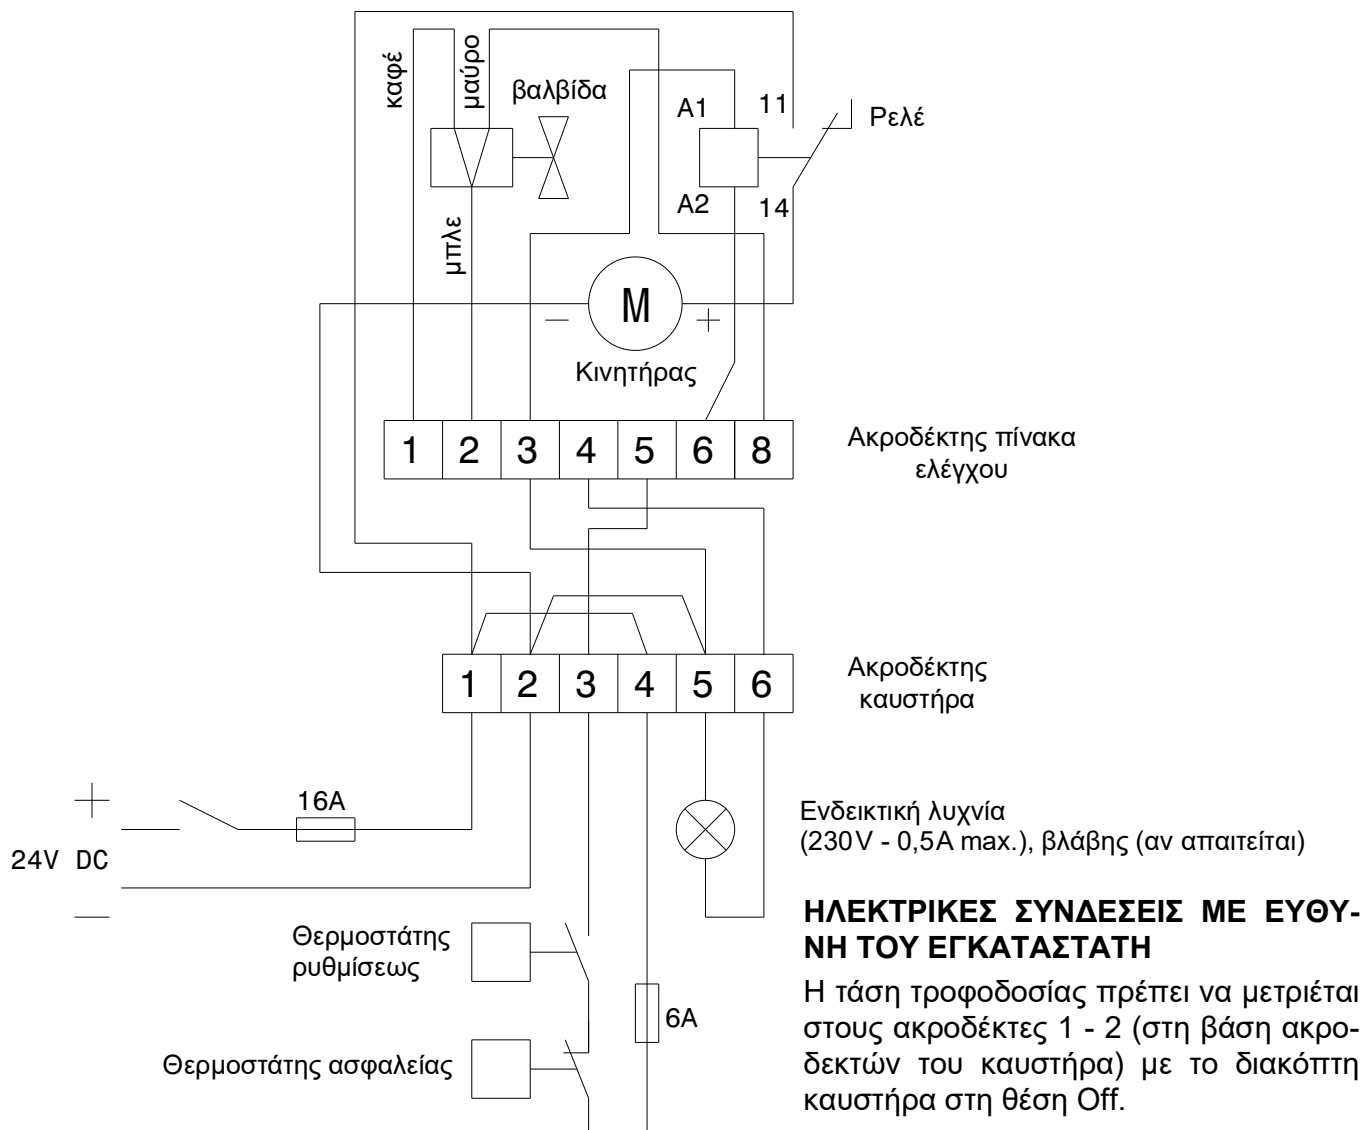 καφέ
μαύρο
βαλβίδα
μπλε
A1
11
Ρελέ
A2
14
M
Κινητήρας
1 2 3 4 5 6 8
Ακροδέκτης πίνακα
ελέγχου
1 2 3 4 5 6
Ακροδέκτης
καυστήρα
16A
24V DC
Ενδεικτική λυχνία
(230V - 0,5A max.), βλάβης (αν απαιτείται)
Θερμοστάτης
ρυθμίσεως
6A
Θερμοστάτης ασφαλείας
ΗΛΕΚΤΡΙΚΕΣ ΣΥΝΔΕΣΕΙΣ ΜΕ ΕΥΘΥ-
ΝΗ ΤΟΥ ΕΓΚΑΤΑΣΤΑΤΗ
Η τάση τροφοδοσίας πρέπει να μετριέται
στους ακροδέκτες 1 - 2 (στη βάση ακρο-
δεκτών του καυστήρα) με το διακόπτη
καυστήρα στη θέση Off.